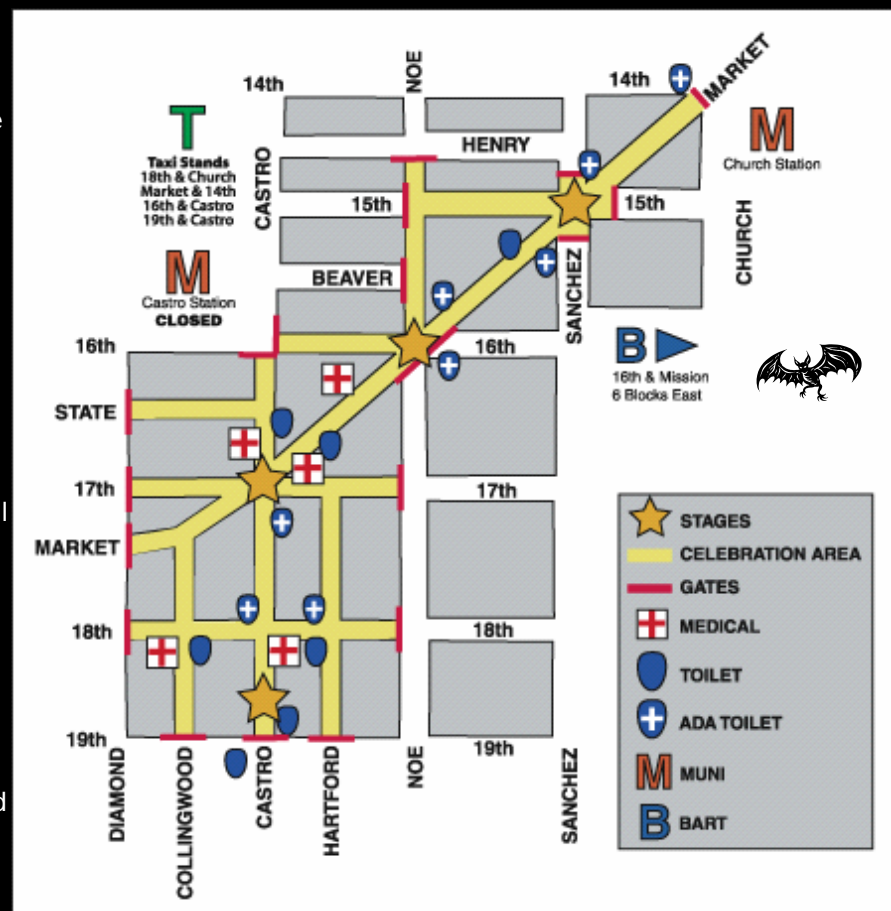 NOE
14th
14th
MARKET
T
Taxi Stands
18th & Church
Market & 14th
16th & Castro
19th & Castro
CASTRO
HENRY
M
Church Station
15th
15th
CHURCH
M
Castro Station
CLOSED
BEAVER
SANCHEZ
16th
16th
B
16th & Mission
6 Blocks East
STATE
17th
17th
MARKET
18th
18th
19th
19th
DIAMOND
COLLINGWOOD
CASTRO
HARTFORD
NOE
SANCHEZ
STAGES
CELEBRATION AREA
GATES
MEDICAL
TOILET
ADA TOILET
M MUNI
B BART